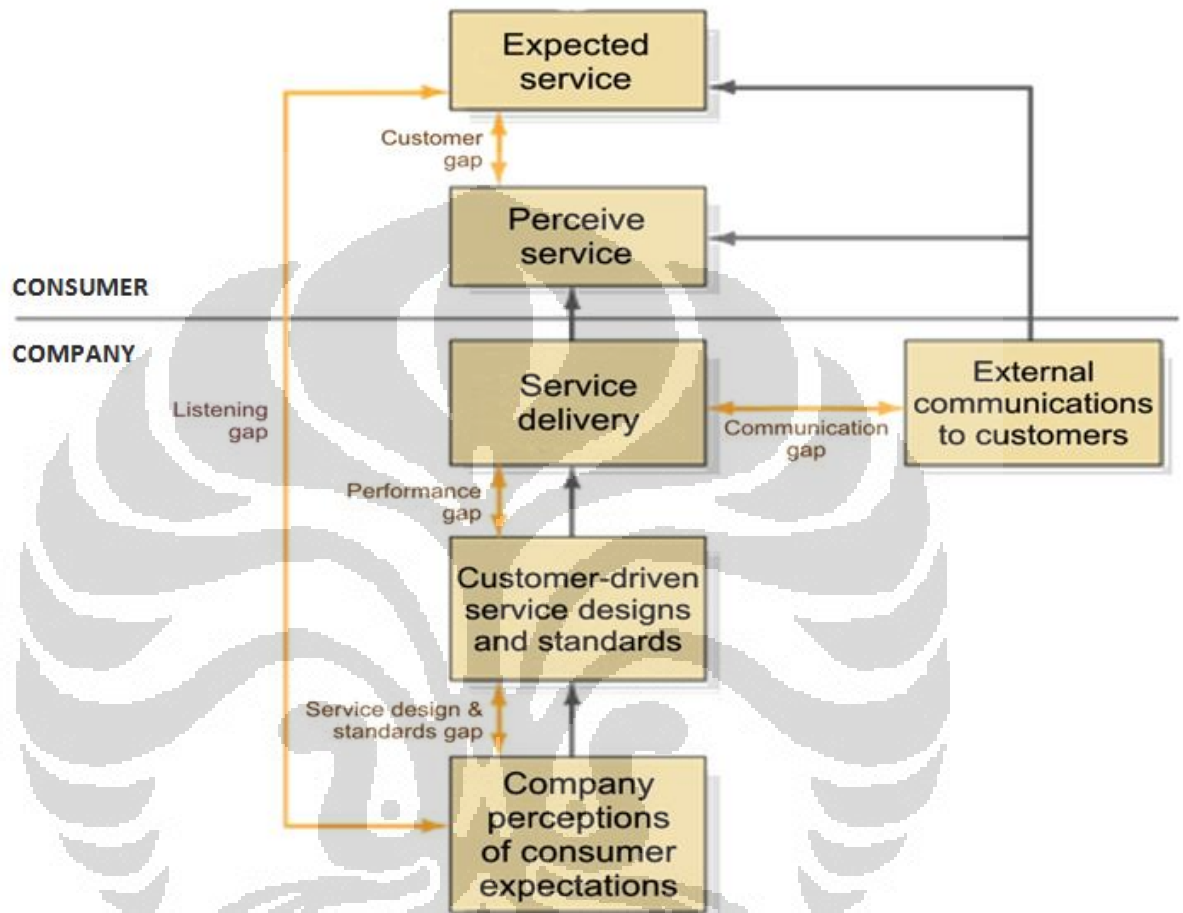 Expected
service
Customer
gap
Perceive
service
CONSUMER
COMPANY
Service
delivery
External
communications
to customers
Listening
gap
Communication
gap
Performance
gap
Customer-driven
service designs
and standards
Service design &
standards gap
Company
perceptions
of consumer
expectations